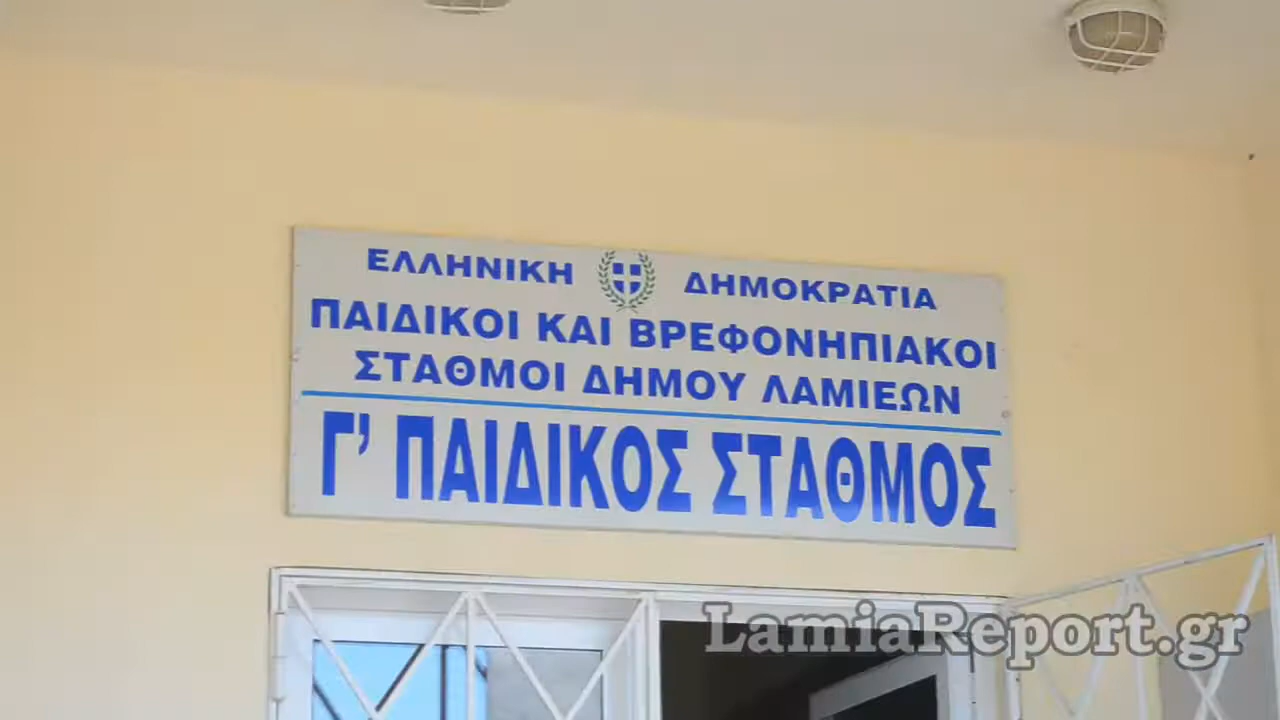 ΕΛΛΗΝΙΚΗ ΔΗΜΟΚΡΑΤΙΑ
ΠΑΙΔΙΚΟΙ ΚΑΙ ΒΡΕΦΟΝΗΠΙΑΚΟΙ
ΣΤΑΘΜΟΙ ΔΗΜΟΥ ΛΑΜΙΕΩΝ
Γ' ΠΑΙΔΙΚΟΣ ΣΤΑΘΜΟΣ
LamiaReport.gr